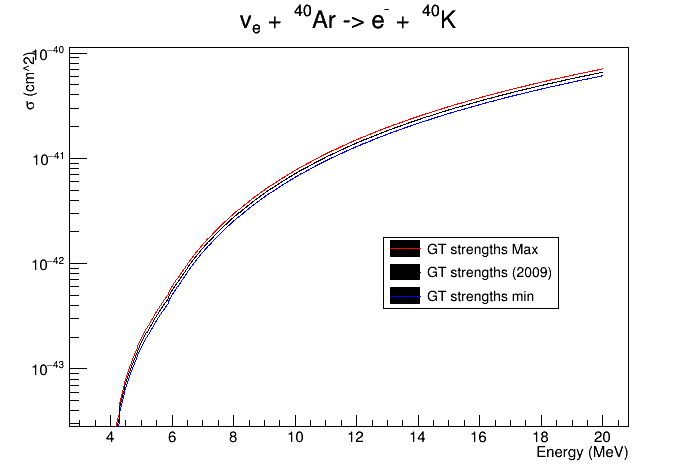 ν_e + ⁴⁰Ar -> e⁻ + ⁴⁰K
σ (cm^2)
10⁻⁴⁰
10⁻⁴¹
10⁻⁴²
10⁻⁴³
GT strengths Max
GT strengths (2009)
GT strengths min
4 6 8 10 12 14 16 18 20
Energy (MeV)